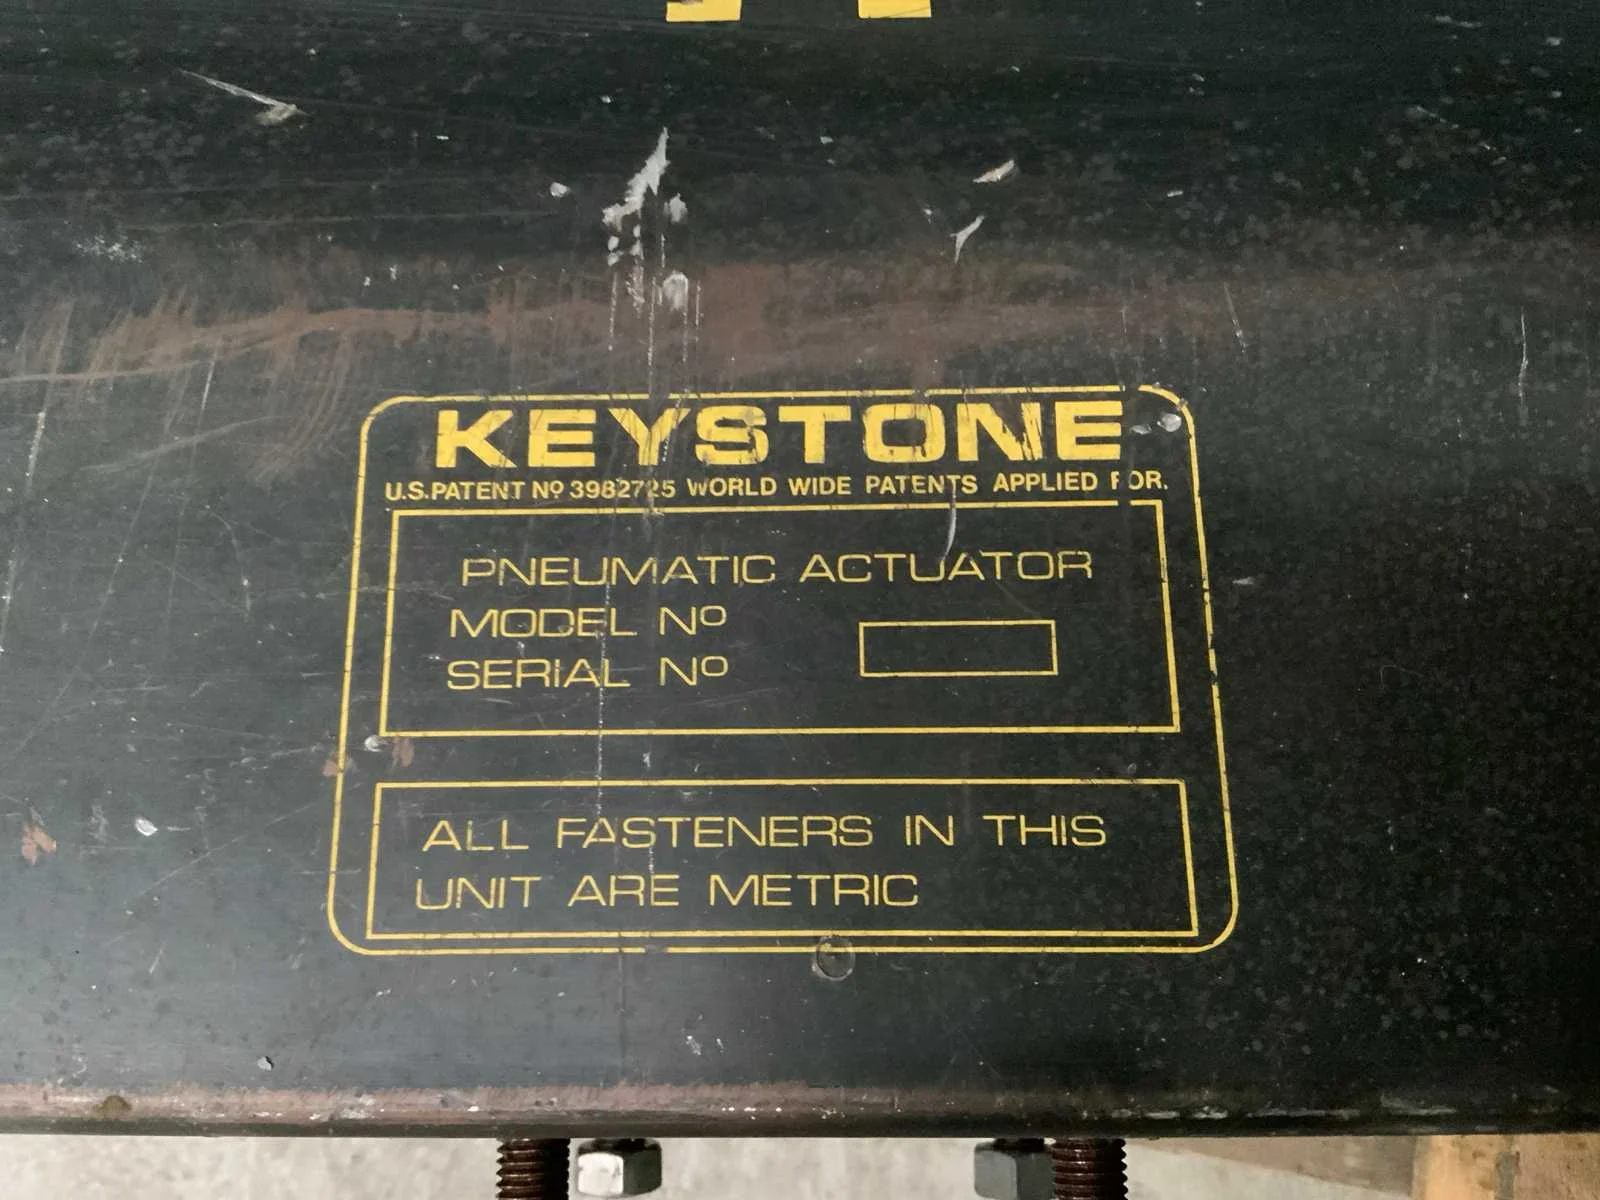 KEYSTONE
U.S.PATENT Nº 3982725 WORLD WIDE PATENTS APPLIED FOR.
PNEUMATIC ACTUATOR
MODEL Nº
SERIAL Nº
ALL FASTENERS IN THIS
UNIT ARE METRIC